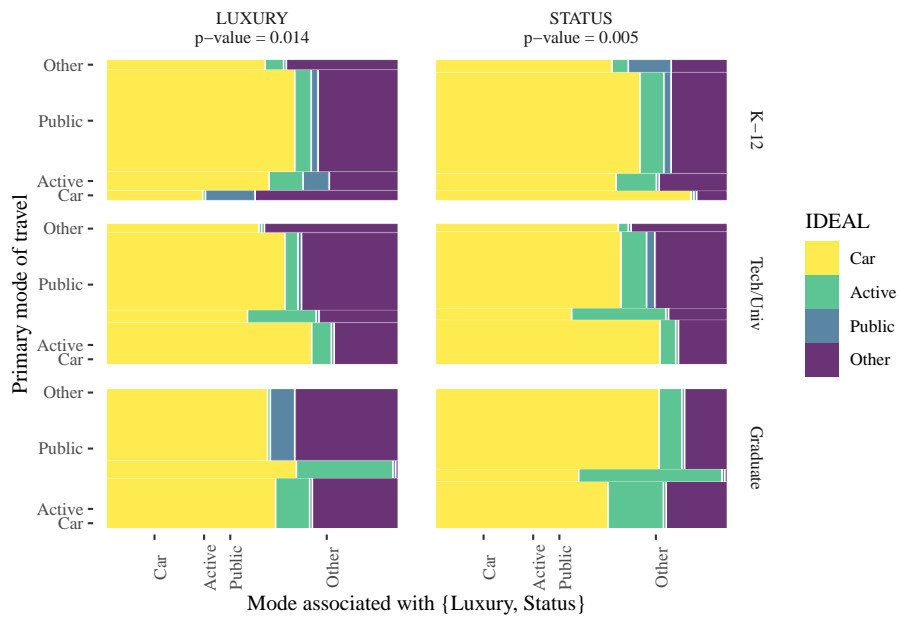 LUXURY
p−value = 0.014
STATUS
p−value = 0.005
Primary mode of travel
Other
Public
Active
Car
K−12
Other
Public
Active
Car
Tech/Univ
Other
Public
Active
Car
Graduate
Car
Active
Public
Other
Car
Active
Public
Other
Mode associated with {Luxury, Status}
IDEAL
Car
Active
Public
Other